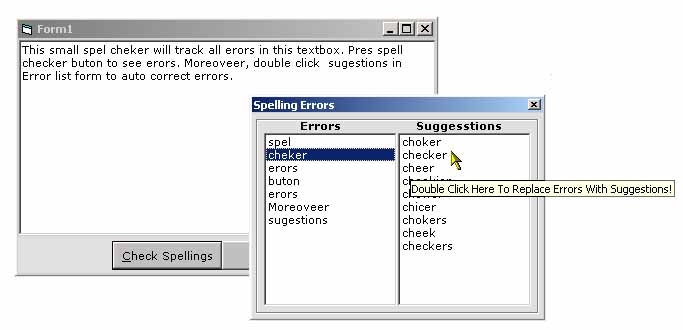 Form1
This small spel cheker will track all erors in this textbox. Pres spell
checker buton to see erors. Moreoveer, double click  sugestions in
Error list form to auto correct errors.
Check Spellings
Spelling Errors
Errors
Suggesstions
spel
cheker
erors
buton
erors
Moreoveer
sugestions
choker
checker
cheer
Double Click Here To Replace Errors With Suggestions!
chicer
chokers
cheek
checkers